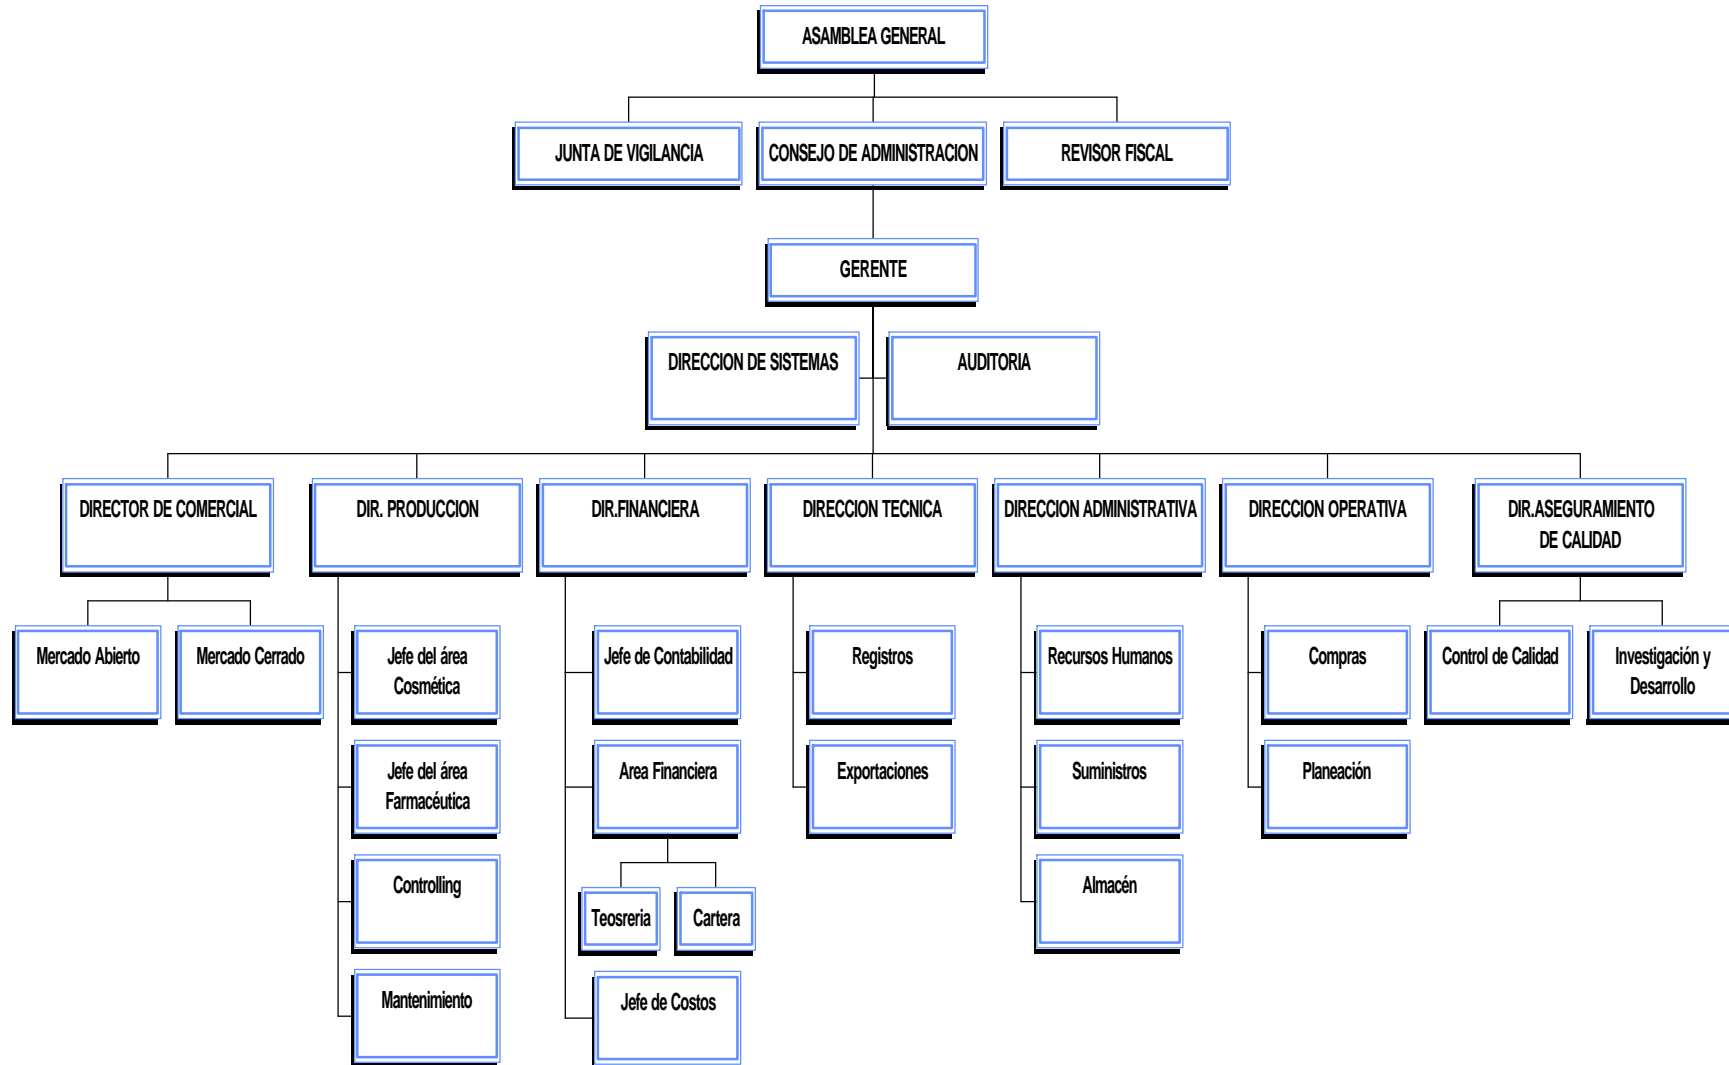 ASAMBLEA GENERAL
JUNTA DE VIGILANCIA
CONSEJO DE ADMINISTRACION
REVISOR FISCAL
GERENTE
DIRECCION DE SISTEMAS
AUDITORIA
DIRECTOR DE COMERCIAL
DIR. PRODUCCION
DIR.FINANCIERA
DIRECCION TECNICA
DIRECCION ADMINISTRATIVA
DIRECCION OPERATIVA
DIR.ASEGURAMIENTO
DE CALIDAD
Mercado Abierto
Mercado Cerrado
Jefe del área
Cosmética
Jefe de Contabilidad
Registros
Recursos Humanos
Compras
Control de Calidad
Investigación y
Desarrollo
Jefe del área
Farmacéutica
Area Financiera
Exportaciones
Suministros
Planeación
Controlling
Teosreria
Cartera
Almacén
Mantenimiento
Jefe de Costos